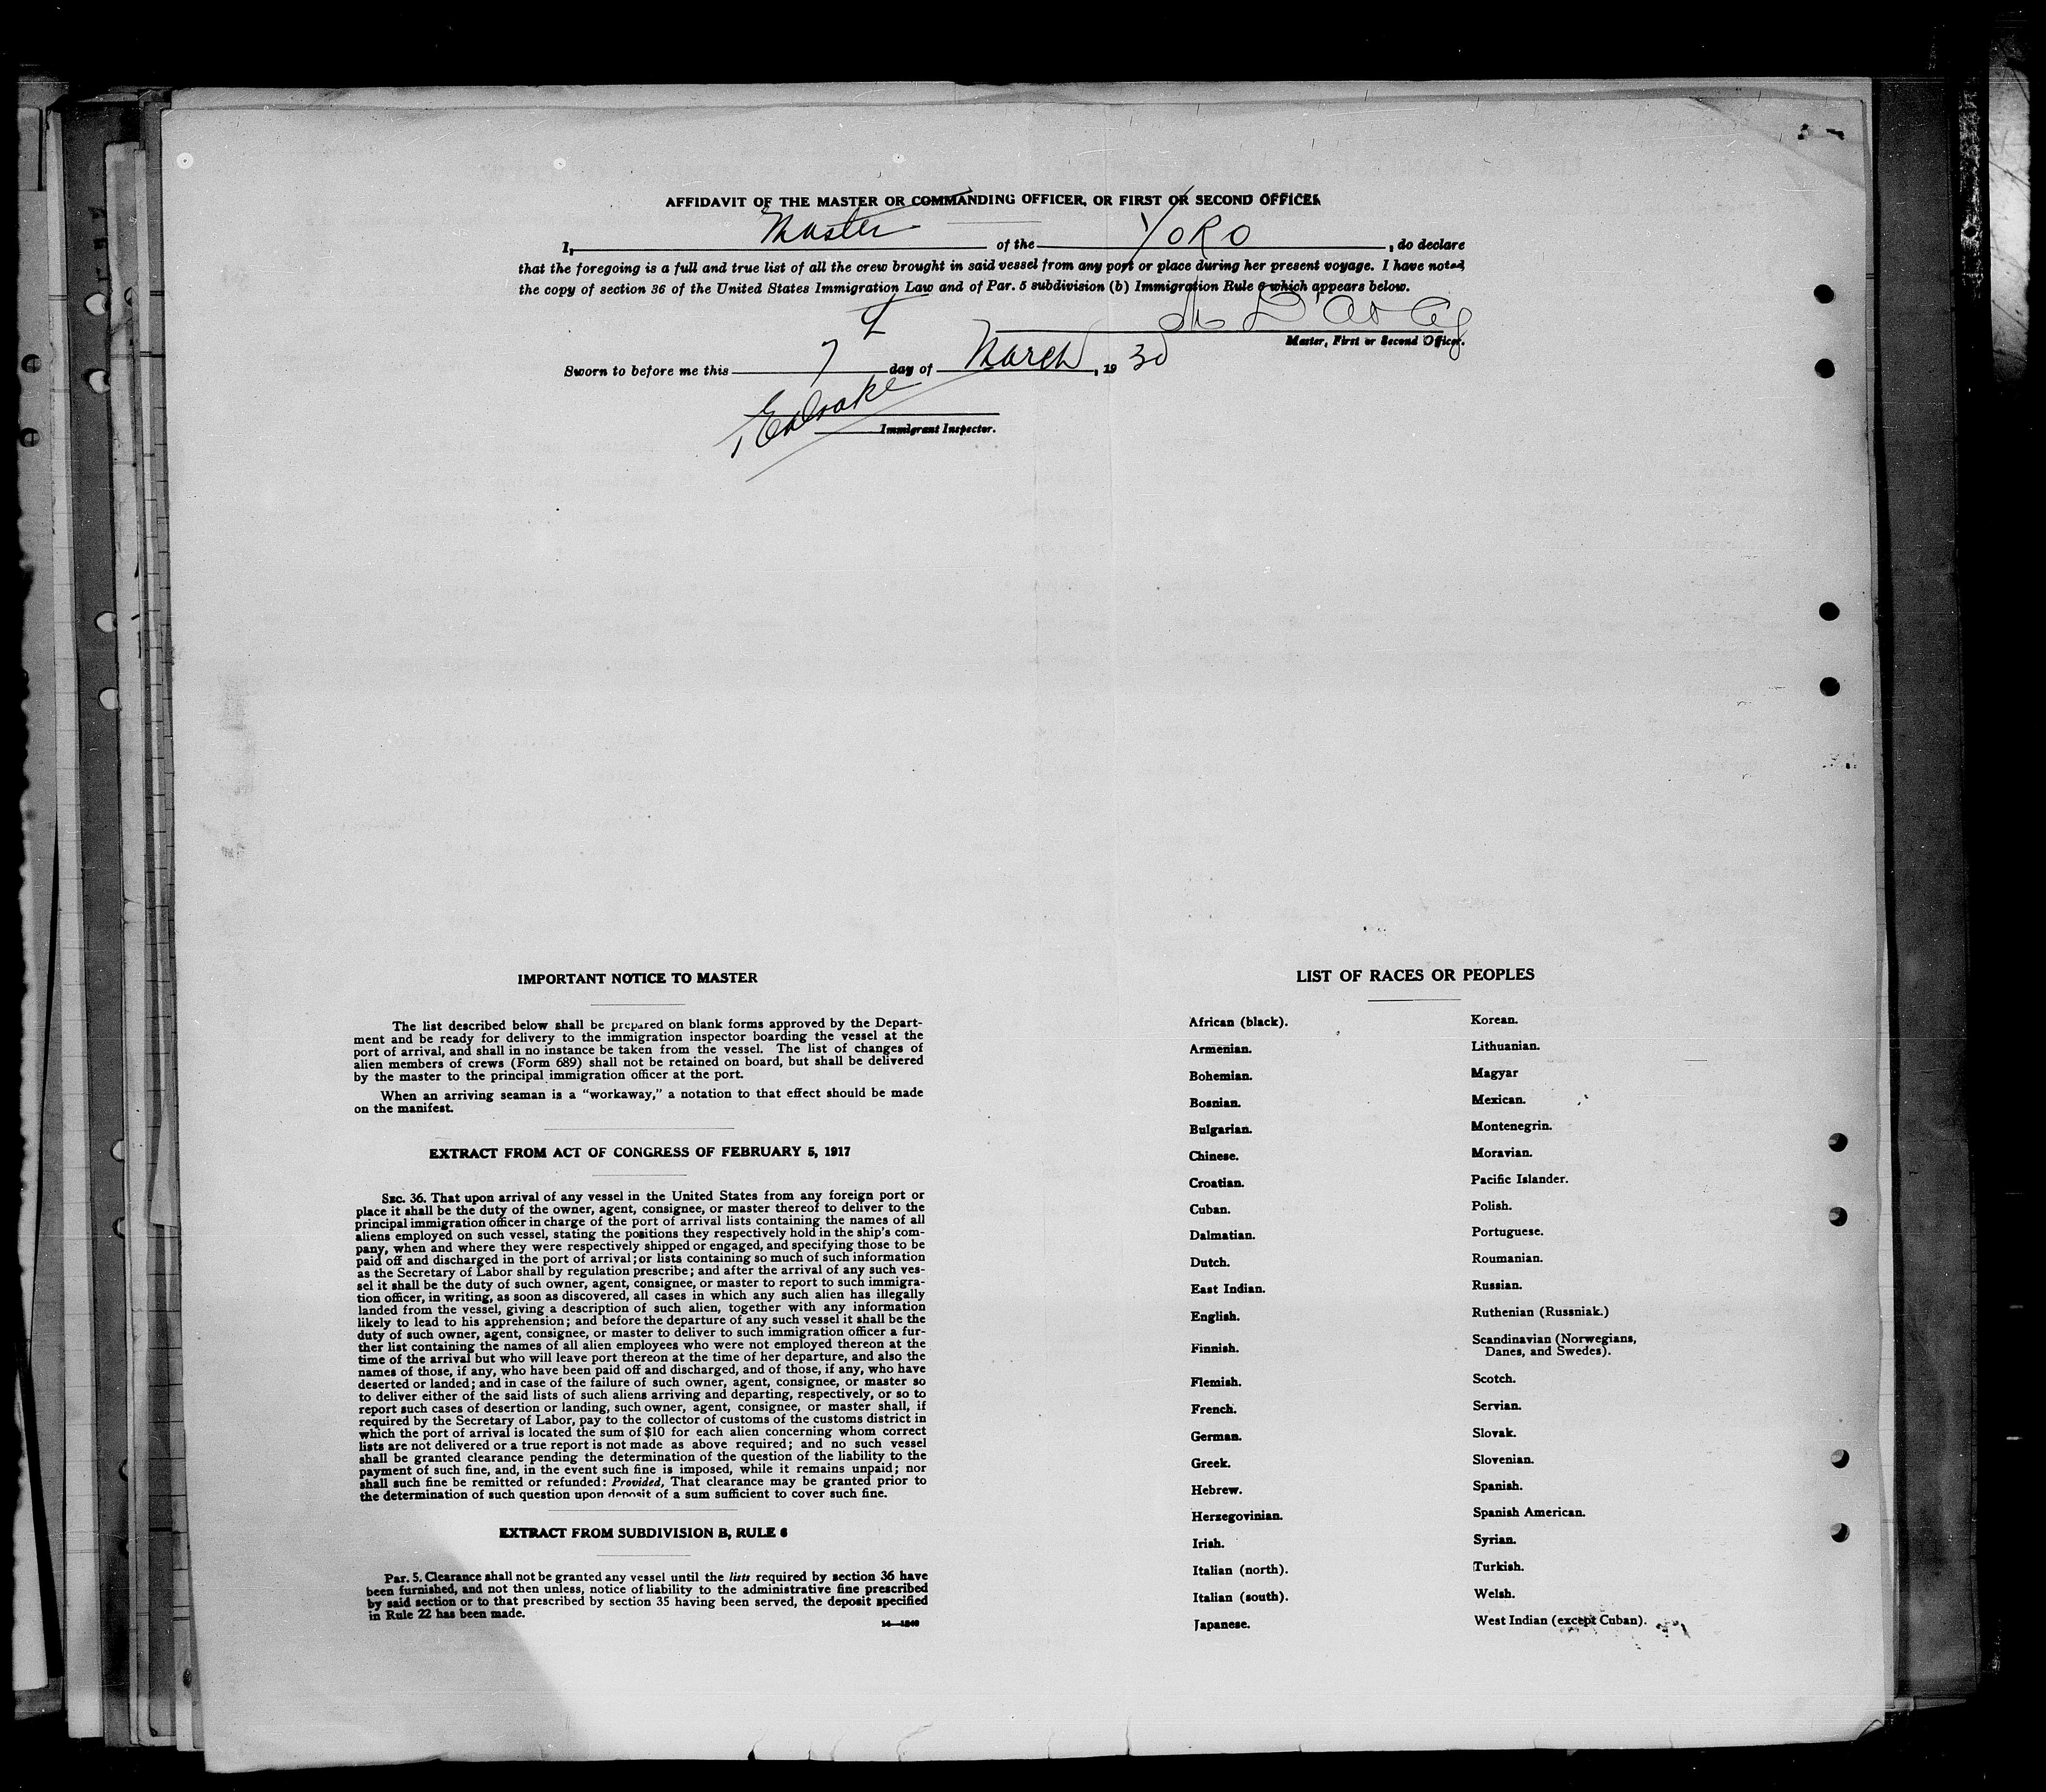 AFFIDAVIT OF THE MASTER OR COMMANDING OFFICER, OR FIRST OR SECOND OFFICER
I, Master of the YORO, do declare
that the foregoing is a full and true list of all the crew brought in said vessel from any port or place during her present voyage. I have noted
the copy of section 36 of the United States Immigration Law and of Par. 5 subdivision (b) Immigration Rule 6 which appears below.
Master, First or Second Officer.
Sworn to before me this 7 day of March, 1930
Immigrant Inspector.
IMPORTANT NOTICE TO MASTER
The list described below shall be prepared on blank forms approved by the Depart-
ment and be ready for delivery to the immigration inspector boarding the vessel at the
port of arrival, and shall in no instance be taken from the vessel. The list of changes of
alien members of crews (Form 689) shall not be retained on board, but shall be delivered
by the master to the principal immigration officer at the port.
When an arriving seaman is a “workaway,” a notation to that effect should be made
on the manifest.
EXTRACT FROM ACT OF CONGRESS OF FEBRUARY 5, 1917
SEC. 36. That upon arrival of any vessel in the United States from any foreign port or
place it shall be the duty of the owner, agent, consignee, or master thereof to deliver to the
principal immigration officer in charge of the port of arrival lists containing the names of all
aliens employed on such vessel, stating the positions they respectively hold in the ship's com-
pany, when and where they were respectively shipped or engaged, and specifying those to be
paid off and discharged in the port of arrival; or lists containing so much of such information
as the Secretary of Labor shall by regulation prescribe; and after the arrival of any such ves-
sel it shall be the duty of such owner, agent, consignee, or master to report to such immigra-
tion officer, in writing, as soon as discovered, all cases in which any such alien has illegally
landed from the vessel, giving a description of such alien, together with any information
likely to lead to his apprehension; and before the departure of any such vessel it shall be the
duty of such owner, agent, consignee, or master to deliver to such immigration officer a fur-
ther list containing the names of all alien employees who were not employed thereon at the
time of the arrival but who will leave port thereon at the time of her departure, and also the
names of those, if any, who have been paid off and discharged, and of those, if any, who have
deserted or landed; and in case of the failure of such owner, agent, consignee, or master so
to deliver either of the said lists of such aliens arriving and departing, respectively, or so to
report such cases of desertion or landing, such owner, agent, consignee, or master shall, if
required by the Secretary of Labor, pay to the collector of customs of the customs district in
which the port of arrival is located the sum of $10 for each alien concerning whom correct
lists are not delivered or a true report is not made as above required; and no such vessel
shall be granted clearance pending the determination of the question of the liability to the
payment of such fine, and, in the event such fine is imposed, while it remains unpaid; nor
shall such fine be remitted or refunded: Provided, That clearance may be granted prior to
the determination of such question upon deposit of a sum sufficient to cover such fine.
EXTRACT FROM SUBDIVISION B, RULE 6
Par. 5. Clearance shall not be granted any vessel until the lists required by section 36 have
been furnished, and not then unless, notice of liability to the administrative fine prescribed
by said section or to that prescribed by section 35 having been served, the deposit specified
in Rule 22 has been made.
LIST OF RACES OR PEOPLES
African (black).
Armenian.
Bohemian.
Bosnian.
Bulgarian.
Chinese.
Croatian.
Cuban.
Dalmatian.
Dutch.
East Indian.
English.
Finnish.
Flemish.
French.
German.
Greek.
Hebrew.
Herzegovinian.
Irish.
Italian (north).
Italian (south).
Japanese.
Korean.
Lithuanian.
Magyar
Mexican.
Montenegrin.
Moravian.
Pacific Islander.
Polish.
Portuguese.
Roumanian.
Russian.
Ruthenian (Russniak.)
Scandinavian (Norwegians,
Danes, and Swedes).
Scotch.
Servian.
Slovak.
Slovenian.
Spanish.
Spanish American.
Syrian.
Turkish.
Welsh.
West Indian (except Cuban).